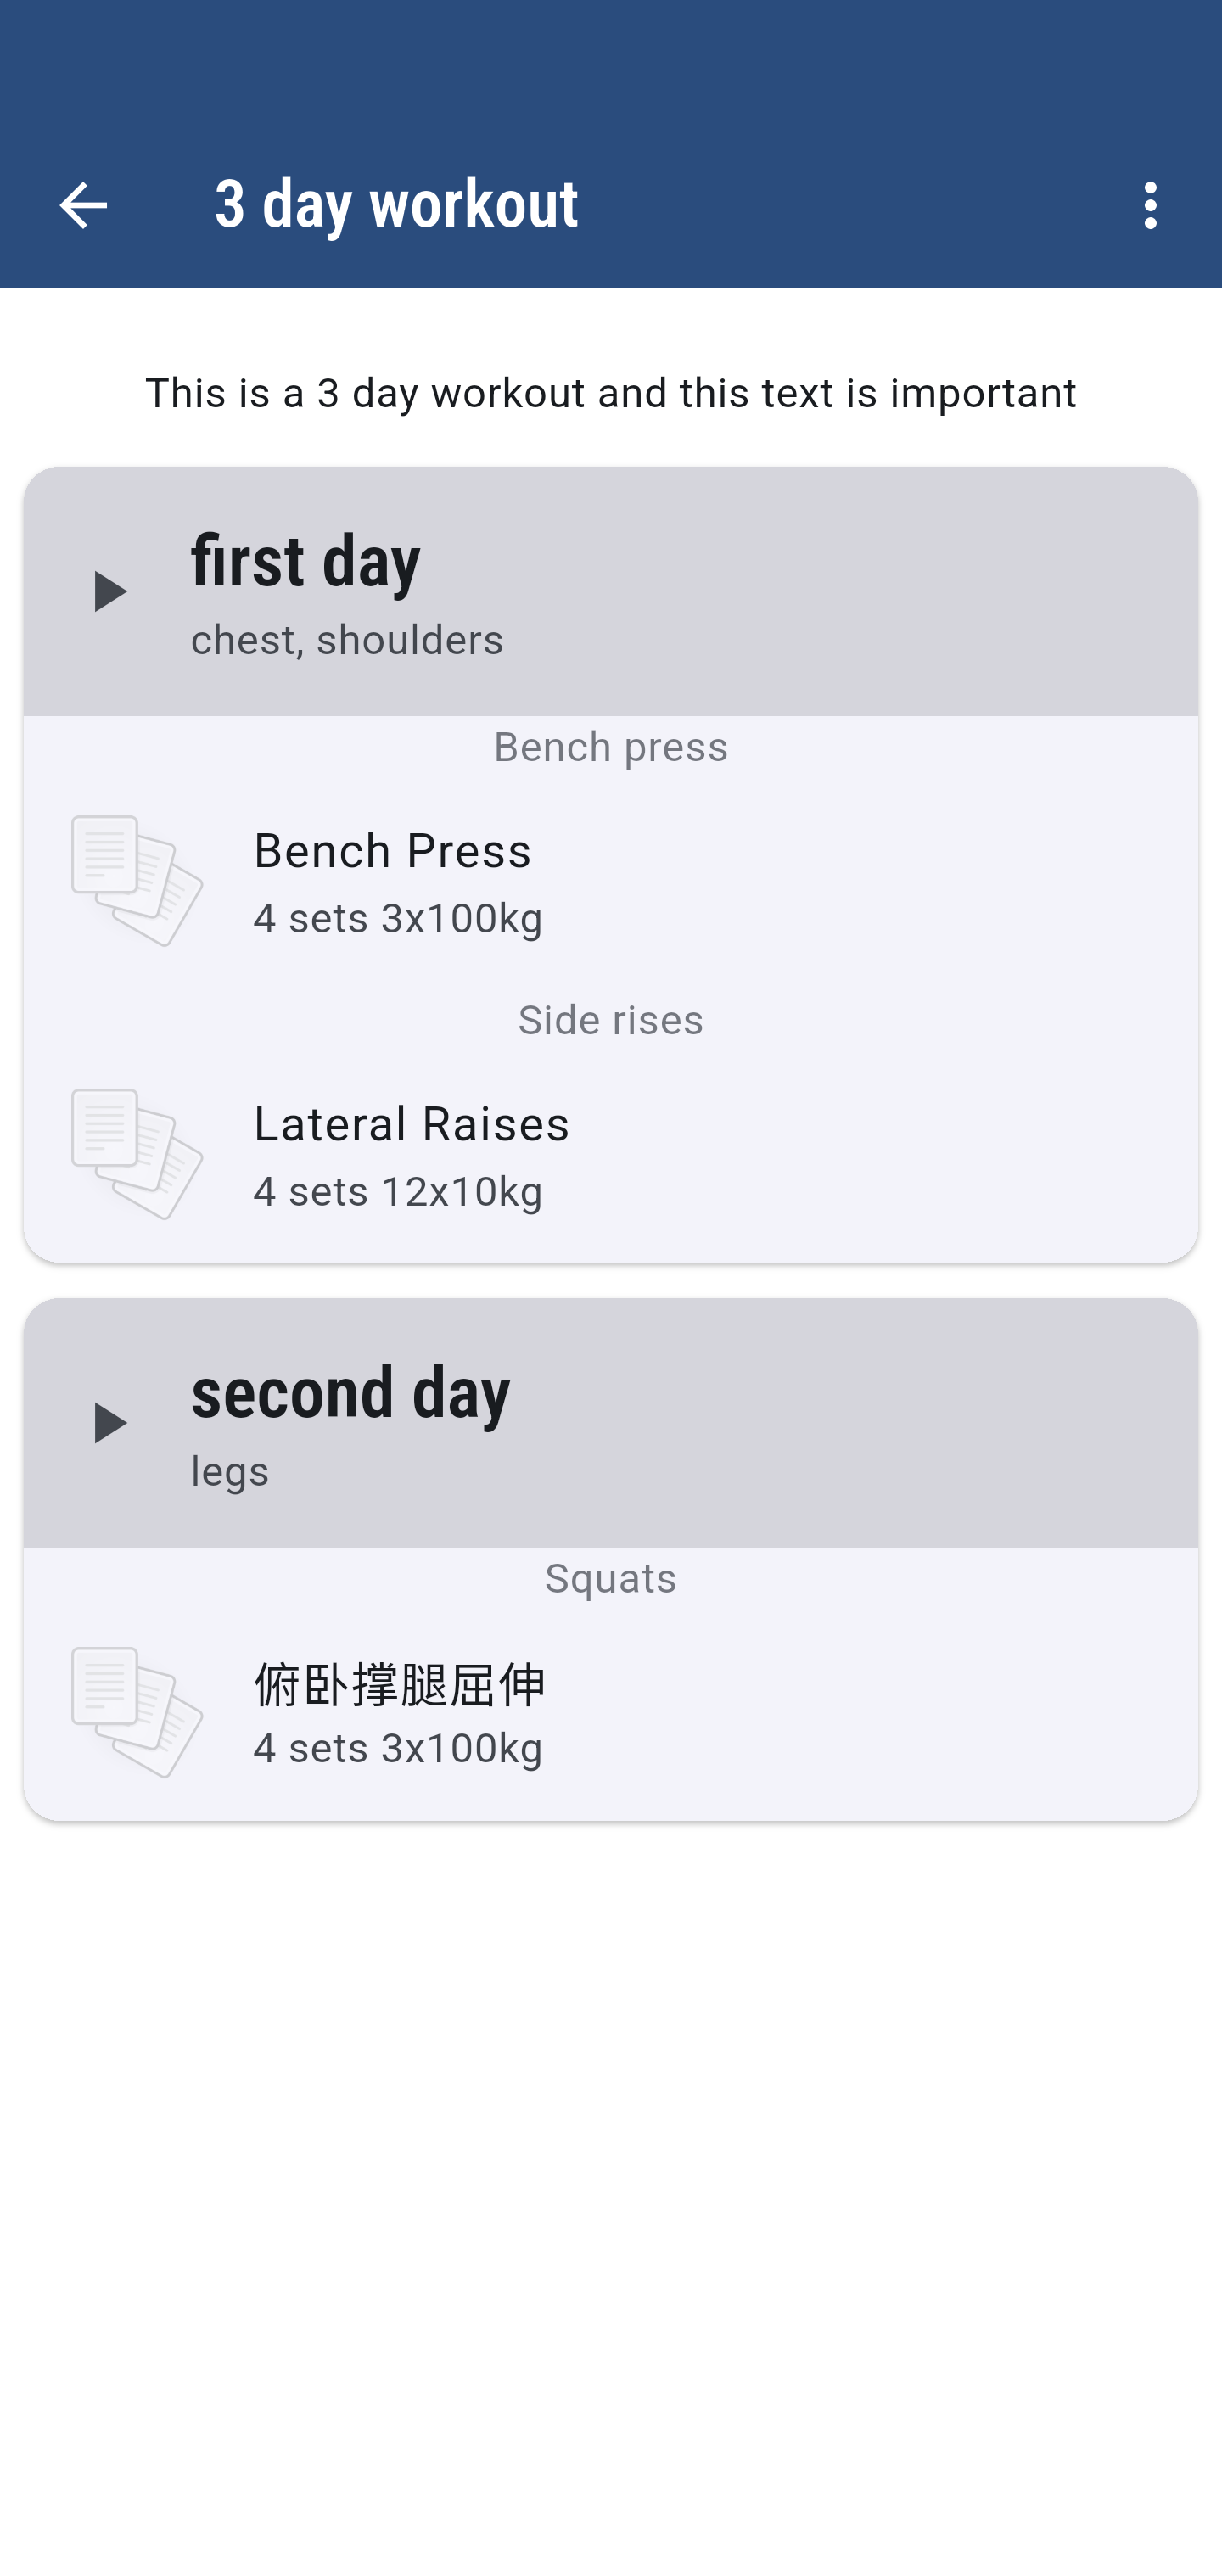 3 day workout
This is a 3 day workout and this text is important
first day
chest, shoulders
Bench press
Bench Press
4 sets 3x100kg
Side rises
Lateral Raises
4 sets 12x10kg
second day
legs
Squats
俯卧撑腿屈伸
4 sets 3x100kg